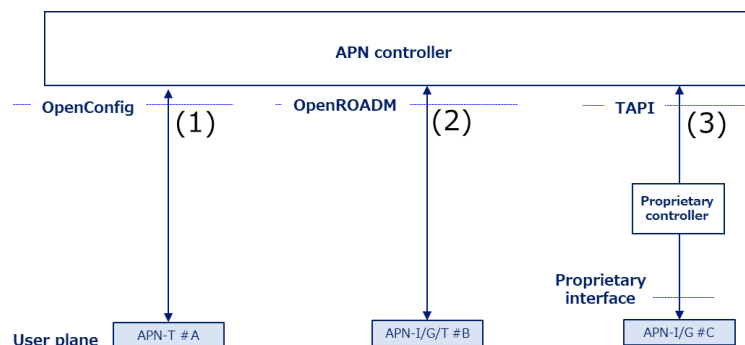 APN controller
OpenConfig
(1)
OpenROADM
(2)
TAPI
(3)
Proprietary
controller
Proprietary
interface
User plane
APN-T #A
APN-I/G/T #B
APN-I/G #C